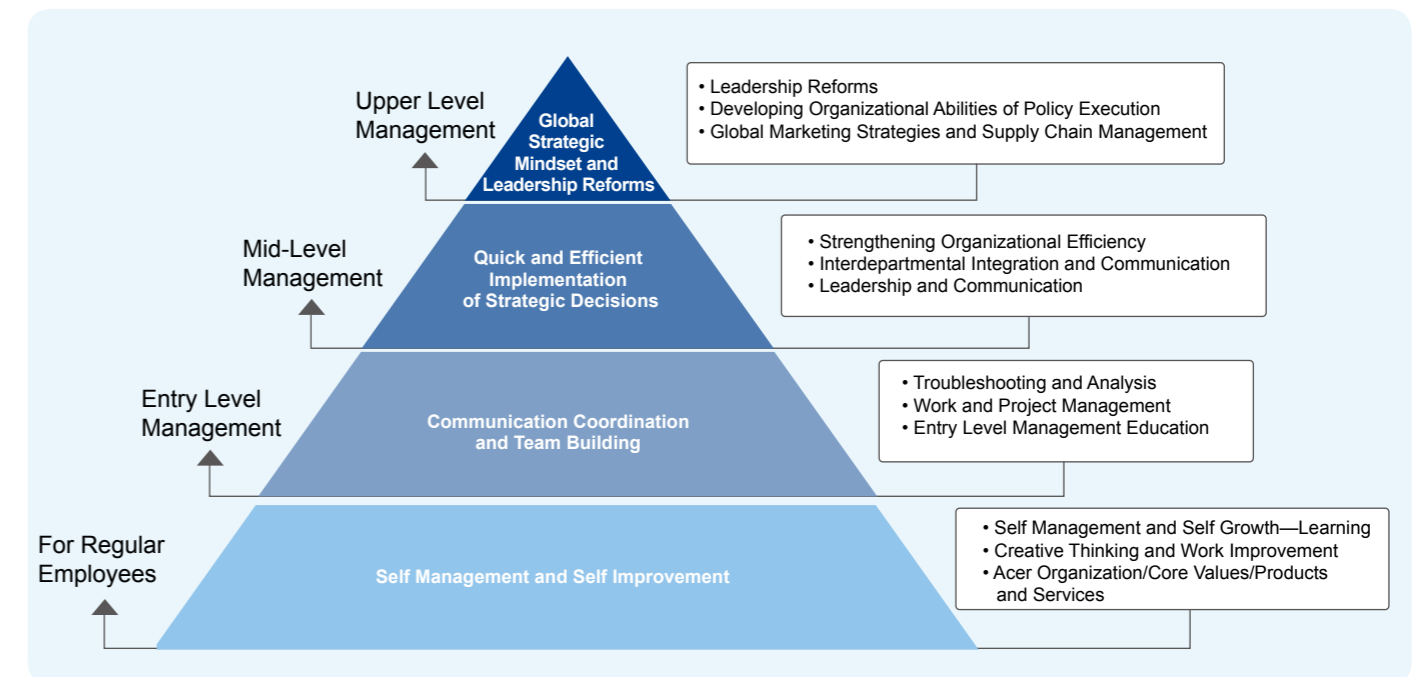 Upper Level
Management
Global
Strategic
Mindset and
Leadership Reforms
• Leadership Reforms
• Developing Organizational Abilities of Policy Execution
• Global Marketing Strategies and Supply Chain Management
Mid-Level
Management
Quick and Efficient
Implementation
of Strategic Decisions
• Strengthening Organizational Efficiency
• Interdepartmental Integration and Communication
• Leadership and Communication
Entry Level
Management
Communication Coordination
and Team Building
• Troubleshooting and Analysis
• Work and Project Management
• Entry Level Management Education
For Regular
Employees
Self Management and Self Improvement
• Self Management and Self Growth—Learning
• Creative Thinking and Work Improvement
• Acer Organization/Core Values/Products
and Services